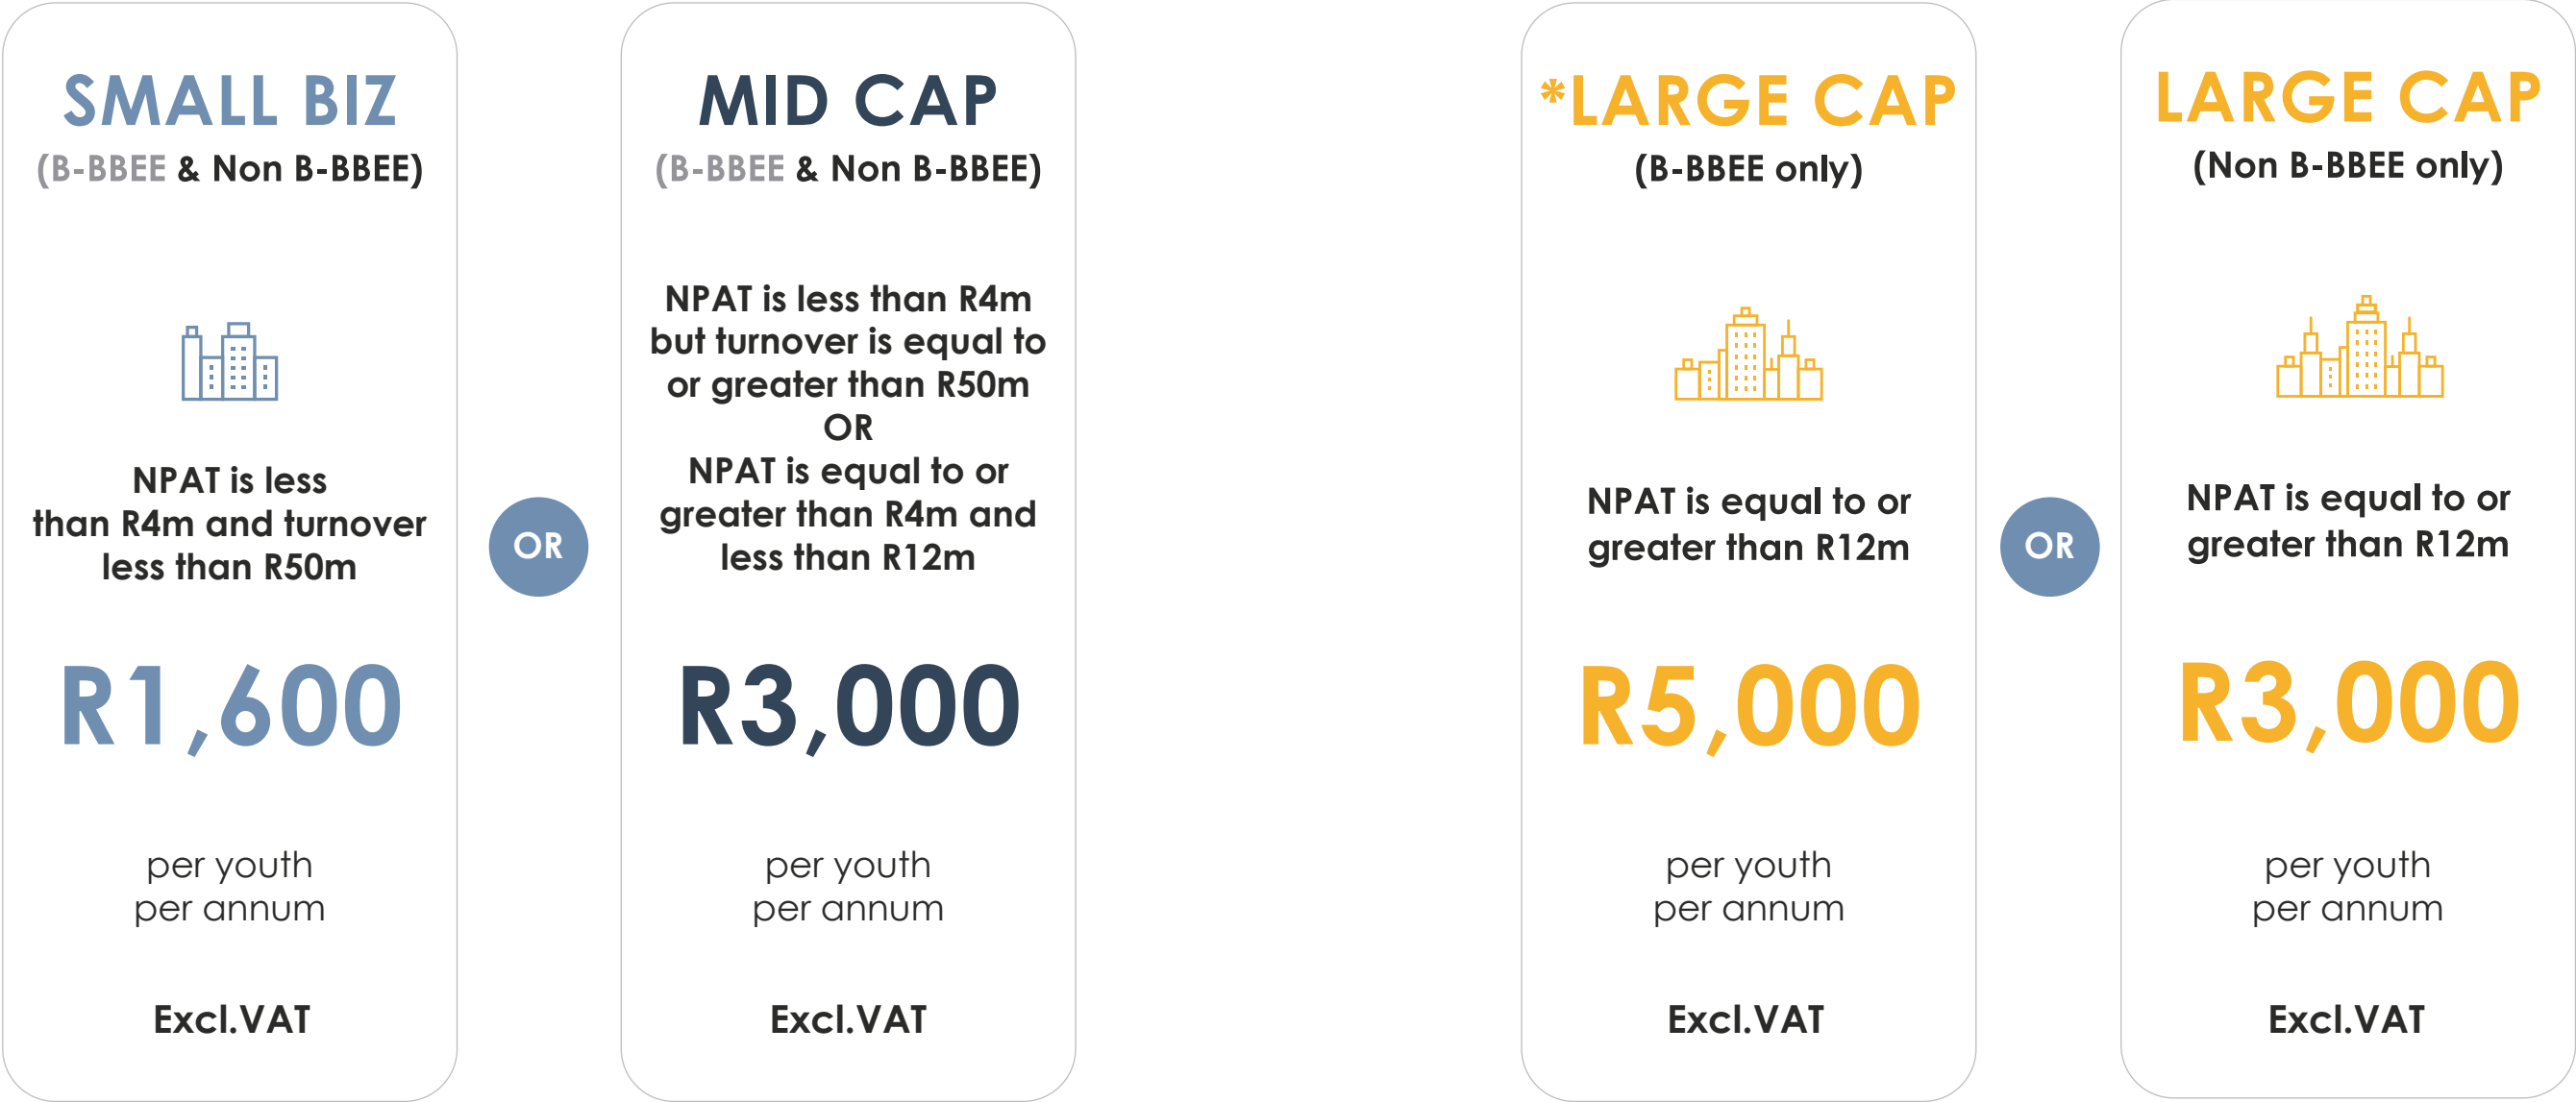 SMALL BIZ
(B-BBEE & Non B-BBEE)
NPAT is less
than R4m and turnover
less than R50m
R1,600
per youth
per annum
Excl.VAT
OR
MID CAP
(B-BBEE & Non B-BBEE)
NPAT is less than R4m
but turnover is equal to
or greater than R50m
OR
NPAT is equal to or
greater than R4m and
less than R12m
R3,000
per youth
per annum
Excl.VAT
*LARGE CAP
(B-BBEE only)
NPAT is equal to or
greater than R12m
R5,000
per youth
per annum
Excl.VAT
OR
LARGE CAP
(Non B-BBEE only)
NPAT is equal to or
greater than R12m
R3,000
per youth
per annum
Excl.VAT